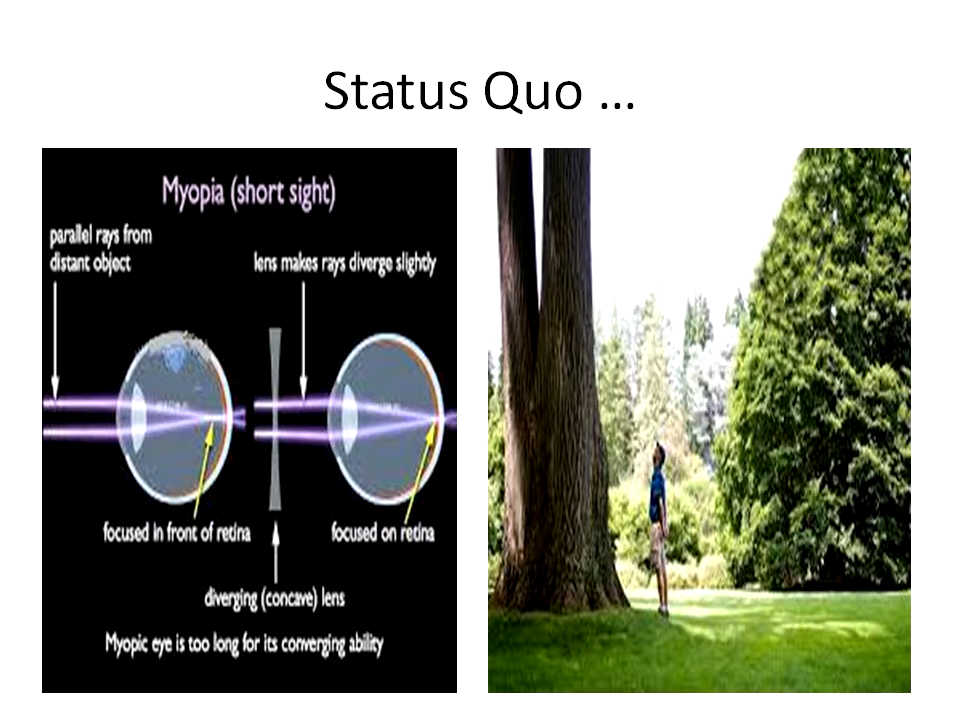 Status Quo ...
Myopia (short sight)
parallel rays from
distant object
lens makes rays diverge slightly
focused in front of retina
focused on retina
diverging (concave) lens
Myopic eye is too long for its converging ability